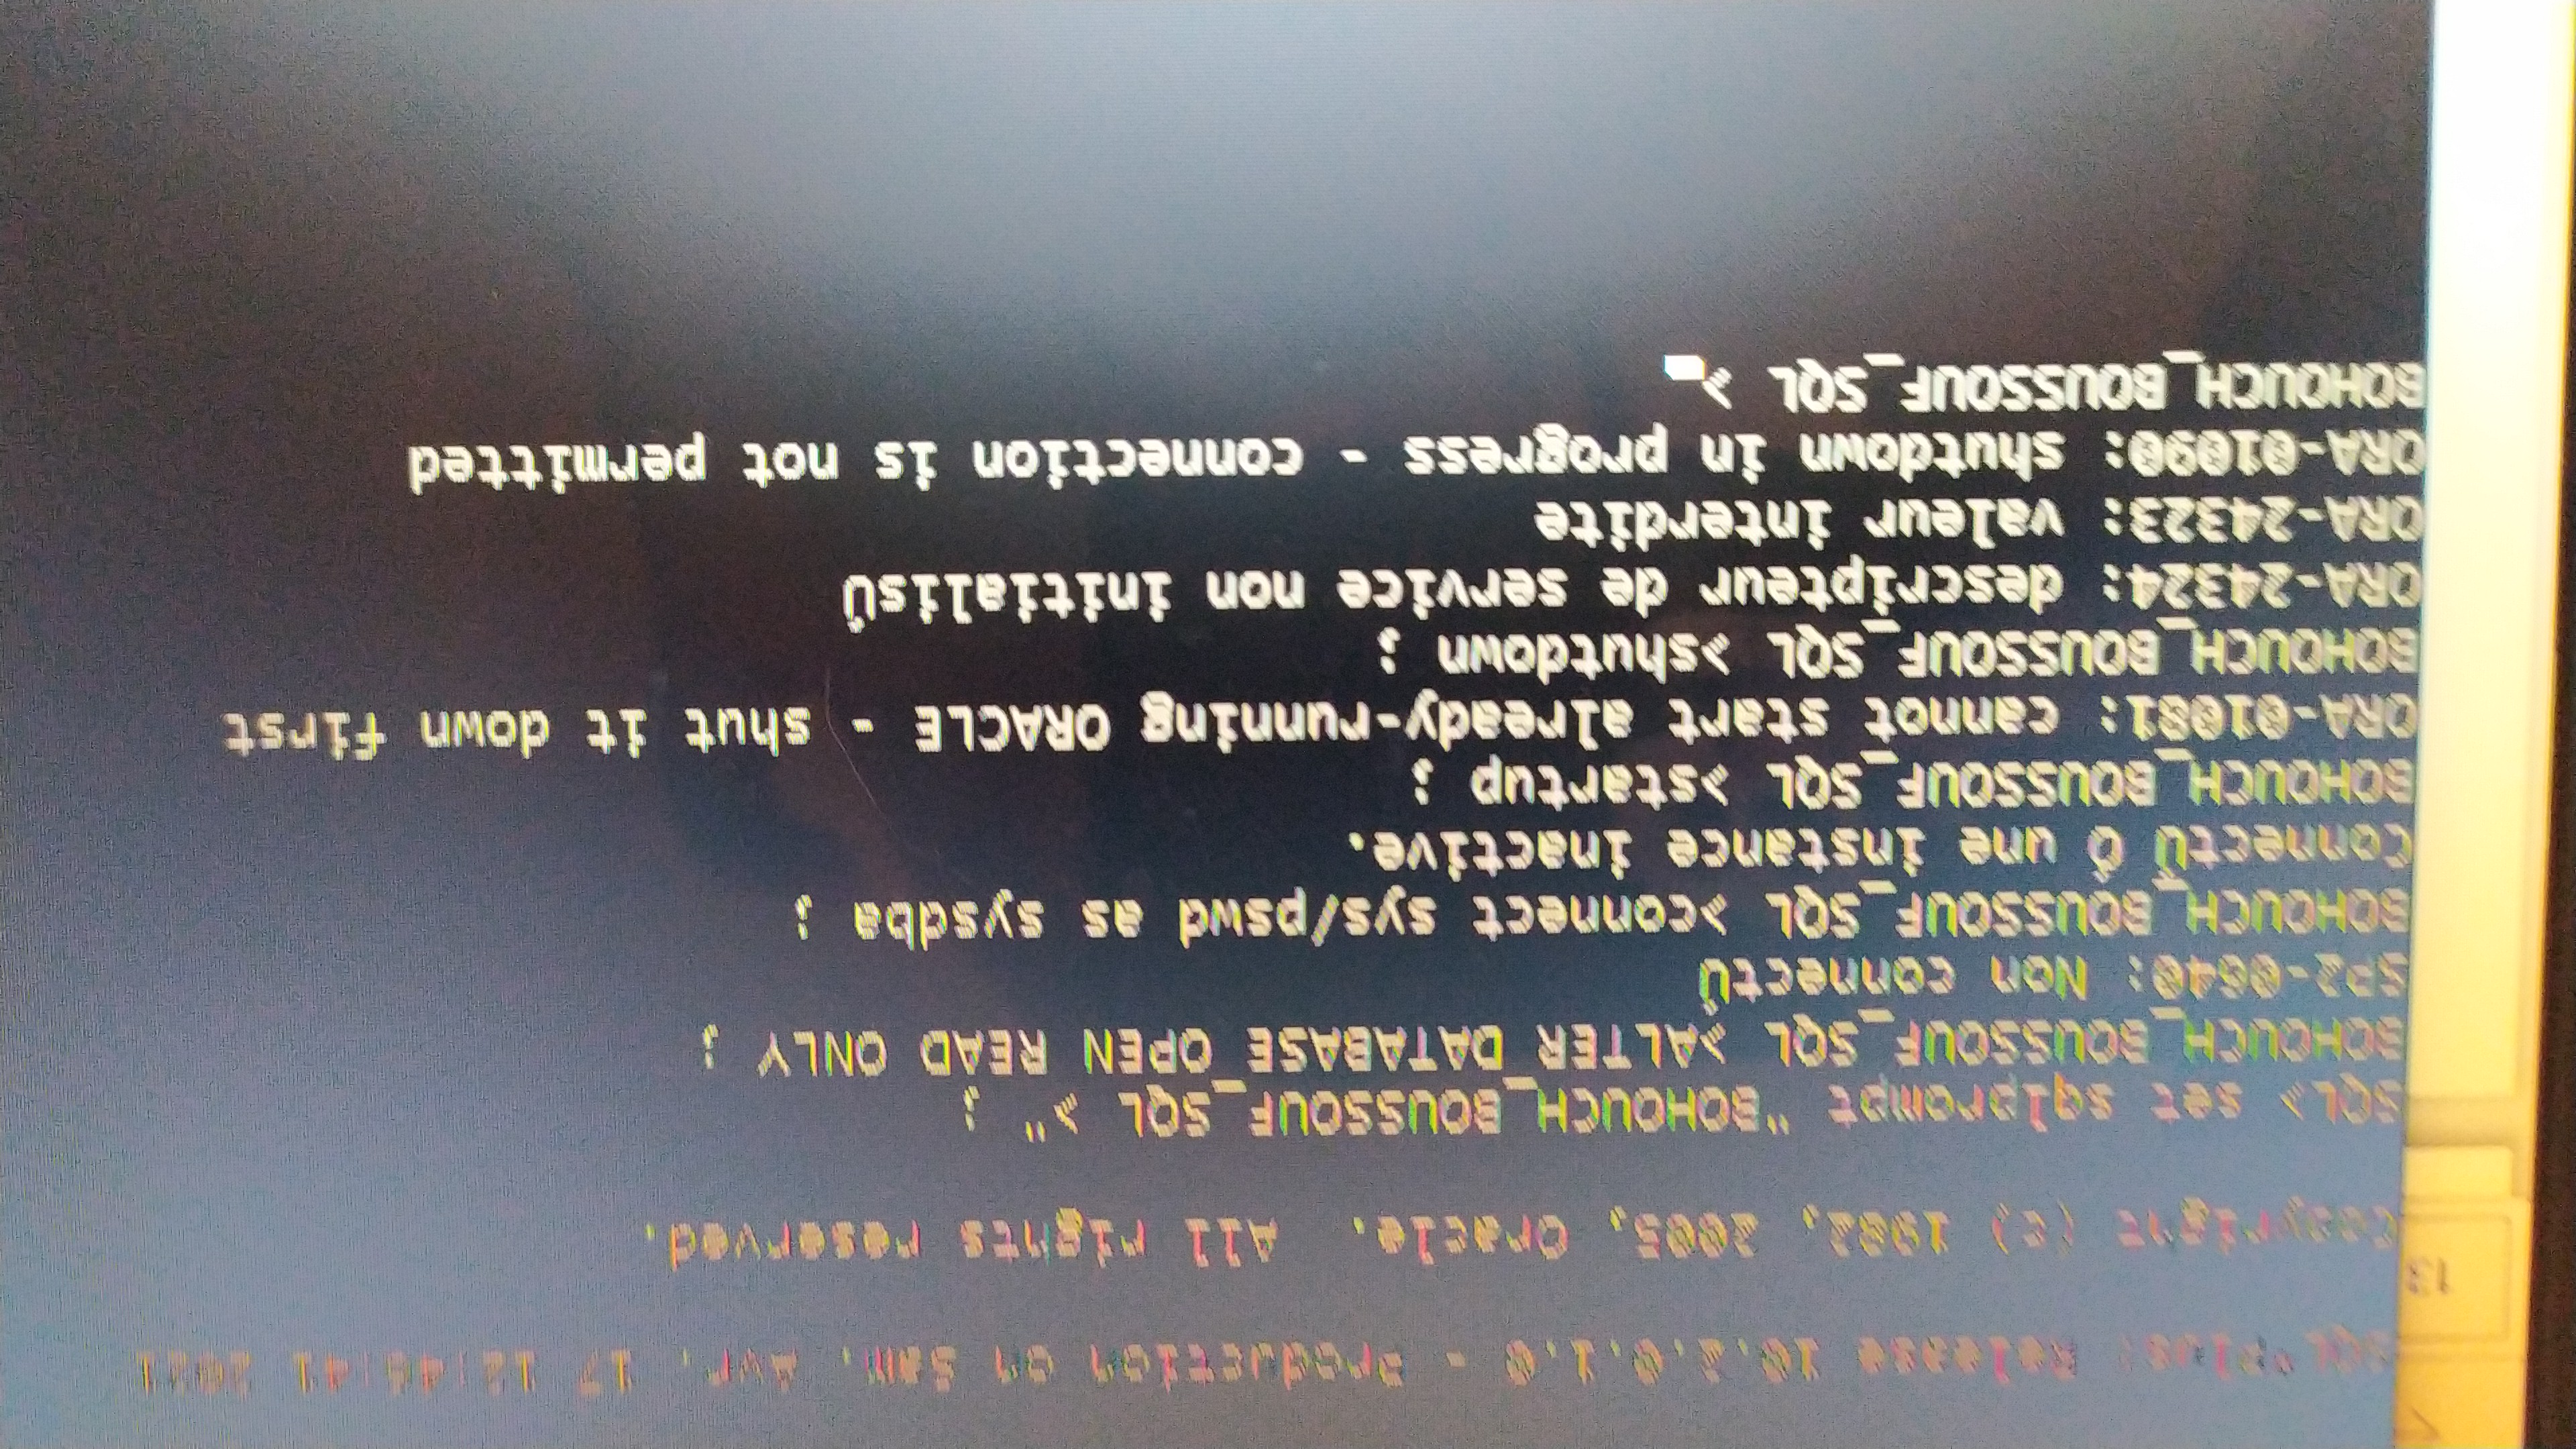 13
SQL*Plus: Release 10.2.0.1.0 - Production on Sam. Avr. 17 12:46:41 2021
Copyright (c) 1982, 2005, Oracle.  All rights reserved.
SQL> set sqlprompt "BOHOUCH_BOUSSOUF_SQL >" ;
BOHOUCH_BOUSSOUF_SQL >ALTER DATABASE OPEN READ ONLY ;
SP2-0640: Non connectÚ
BOHOUCH_BOUSSOUF_SQL >connect sys/pswd as sysdba ;
ConnectÚ Ó une instance inactive.
BOHOUCH_BOUSSOUF_SQL >startup ;
ORA-01081: cannot start already-running ORACLE - shut it down first
BOHOUCH_BOUSSOUF_SQL >shutdown ;
ORA-24324: descripteur de service non initialisÚ
ORA-24323: valeur interdite
ORA-01090: shutdown in progress - connection is not permitted
BOHOUCH_BOUSSOUF_SQL >